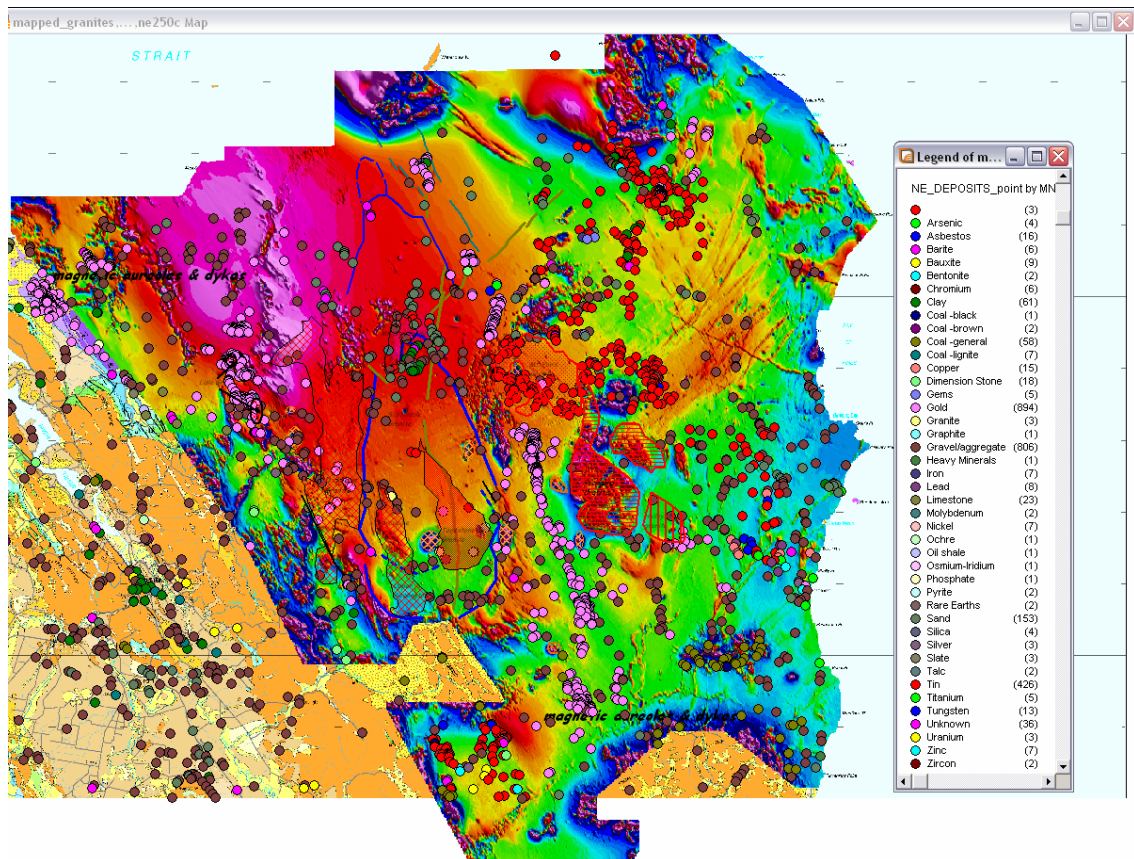 mapped_granites,... ,ne250c Map
STRAIT
magnetic aureoles & dykes
magnetic aureoles & dykes
Legend of m...
NE_DEPOSITS_point by MN
(3)
Arsenic (4)
Asbestos (16)
Barite (6)
Bauxite (9)
Bentonite (2)
Chromium (6)
Clay (61)
Coal -black (1)
Coal -brown (2)
Coal -general (58)
Coal -lignite (7)
Copper (15)
Dimension Stone (18)
Gems (5)
Gold (894)
Granite (3)
Graphite (1)
Gravel/aggregate (806)
Heavy Minerals (1)
Iron (7)
Lead (8)
Limestone (23)
Molybdenum (2)
Nickel (7)
Ochre (1)
Oil shale (1)
Osmium-Iridium (1)
Phosphate (1)
Pyrite (2)
Rare Earths (2)
Sand (153)
Silica (4)
Silver (3)
Slate (3)
Talc (2)
Tin (426)
Titanium (5)
Tungsten (13)
Unknown (36)
Uranium (3)
Zinc (7)
Zircon (2)